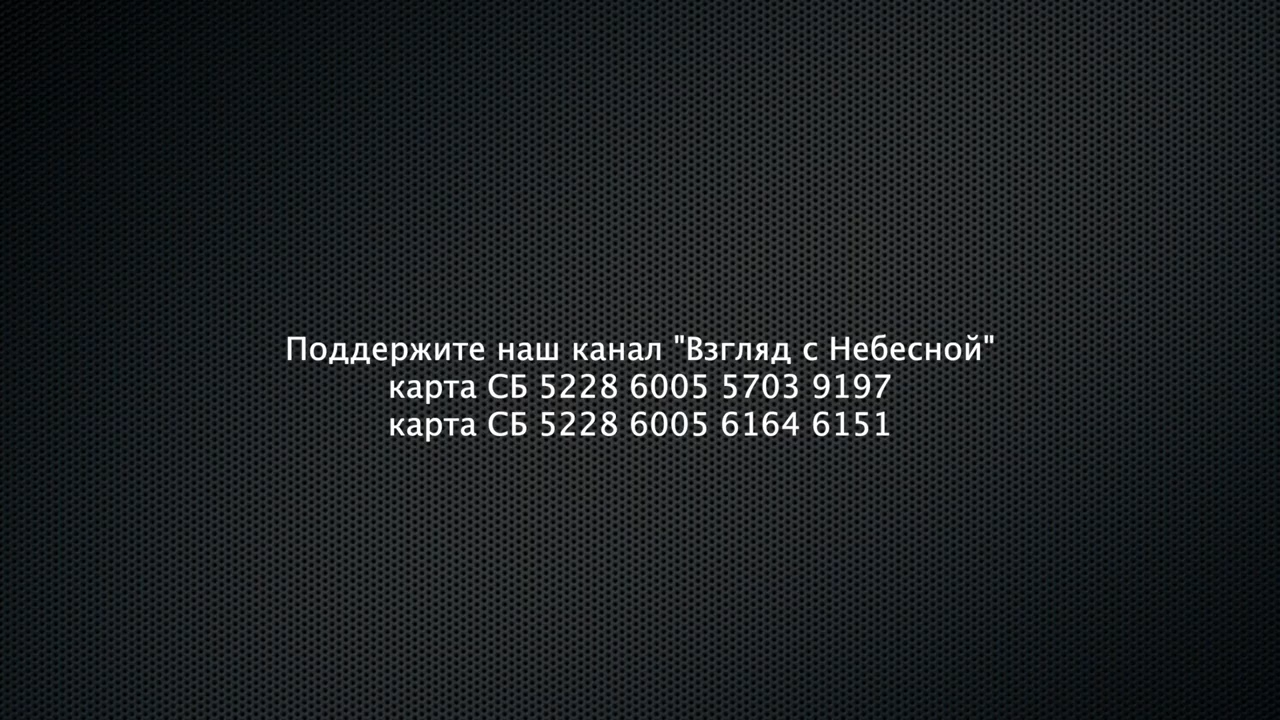 Поддержите наш канал "Взгляд с Небесной"
карта СБ 5228 6005 5703 9197
карта СБ 5228 6005 6164 6151